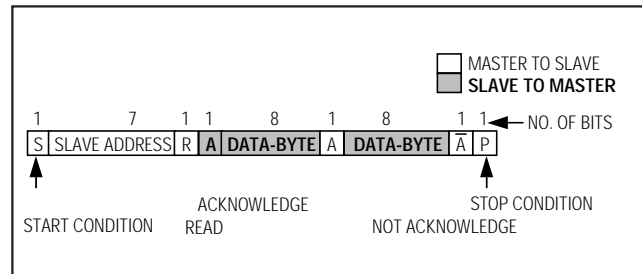 MASTER TO SLAVE
SLAVE TO MASTER
1 7 1 1 8 1 8 1 1 NO. OF BITS
S SLAVE ADDRESS R A DATA-BYTE A DATA-BYTE A̅ P
ACKNOWLEDGE STOP CONDITION
START CONDITION READ NOT ACKNOWLEDGE